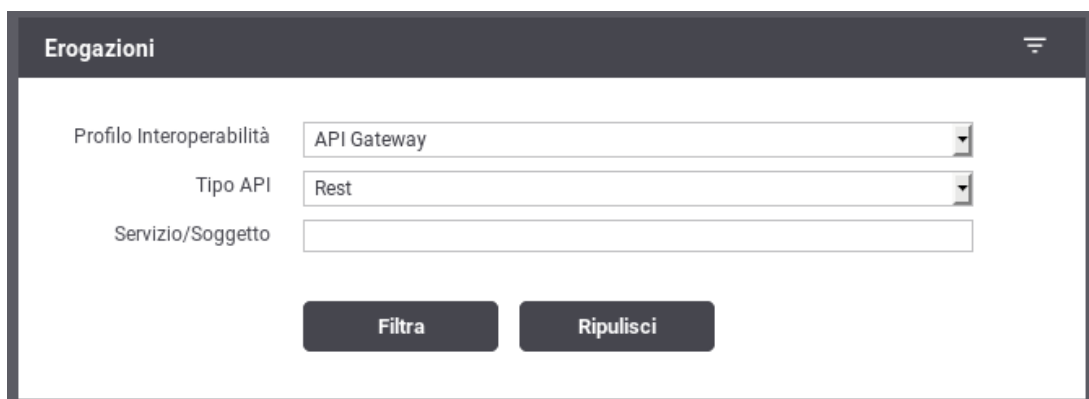 Erogazioni
Profilo Interoperabilità API Gateway
Tipo API Rest
Servizio/Soggetto
Filtra Ripulisci